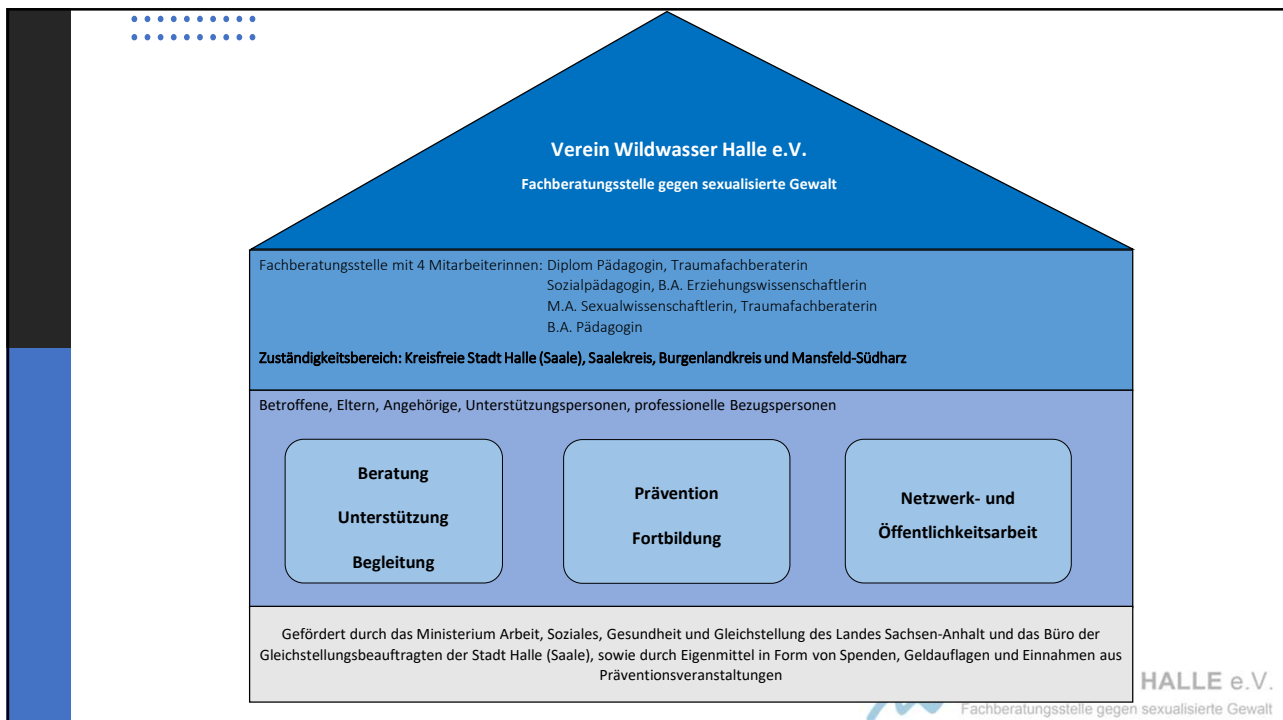 Verein Wildwasser Halle e.V.
Fachberatungsstelle gegen sexualisierte Gewalt
Fachberatungsstelle mit 4 Mitarbeiterinnen: Diplom Pädagogin, Traumafachberaterin
Sozialpädagogin, B.A. Erziehungswissenschaftlerin
M.A. Sexualwissenschaftlerin, Traumafachberaterin
B.A. Pädagogin
Zuständigkeitsbereich: Kreisfreie Stadt Halle (Saale), Saalekreis, Burgenlandkreis und Mansfeld-Südharz
Betroffene, Eltern, Angehörige, Unterstützungspersonen, professionelle Bezugspersonen
Beratung
Unterstützung
Begleitung
Prävention
Fortbildung
Netzwerk- und
Öffentlichkeitsarbeit
Gefördert durch das Ministerium Arbeit, Soziales, Gesundheit und Gleichstellung des Landes Sachsen-Anhalt und das Büro der
Gleichstellungsbeauftragten der Stadt Halle (Saale), sowie durch Eigenmittel in Form von Spenden, Geldauflagen und Einnahmen aus
Präventionsveranstaltungen
HALLE e.V.
Fachberatungsstelle gegen sexualisierte Gewalt